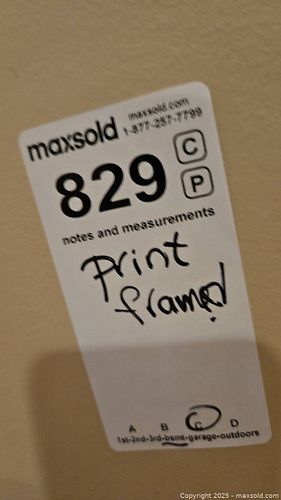 maxsold
maxsold.com
1-877-257-7799
829
C
P
notes and measurements
Print
framed
A B C D
1st-2nd-3rd-bsmt-garage-outdoors
Copyright © 2025 - maxsold.com